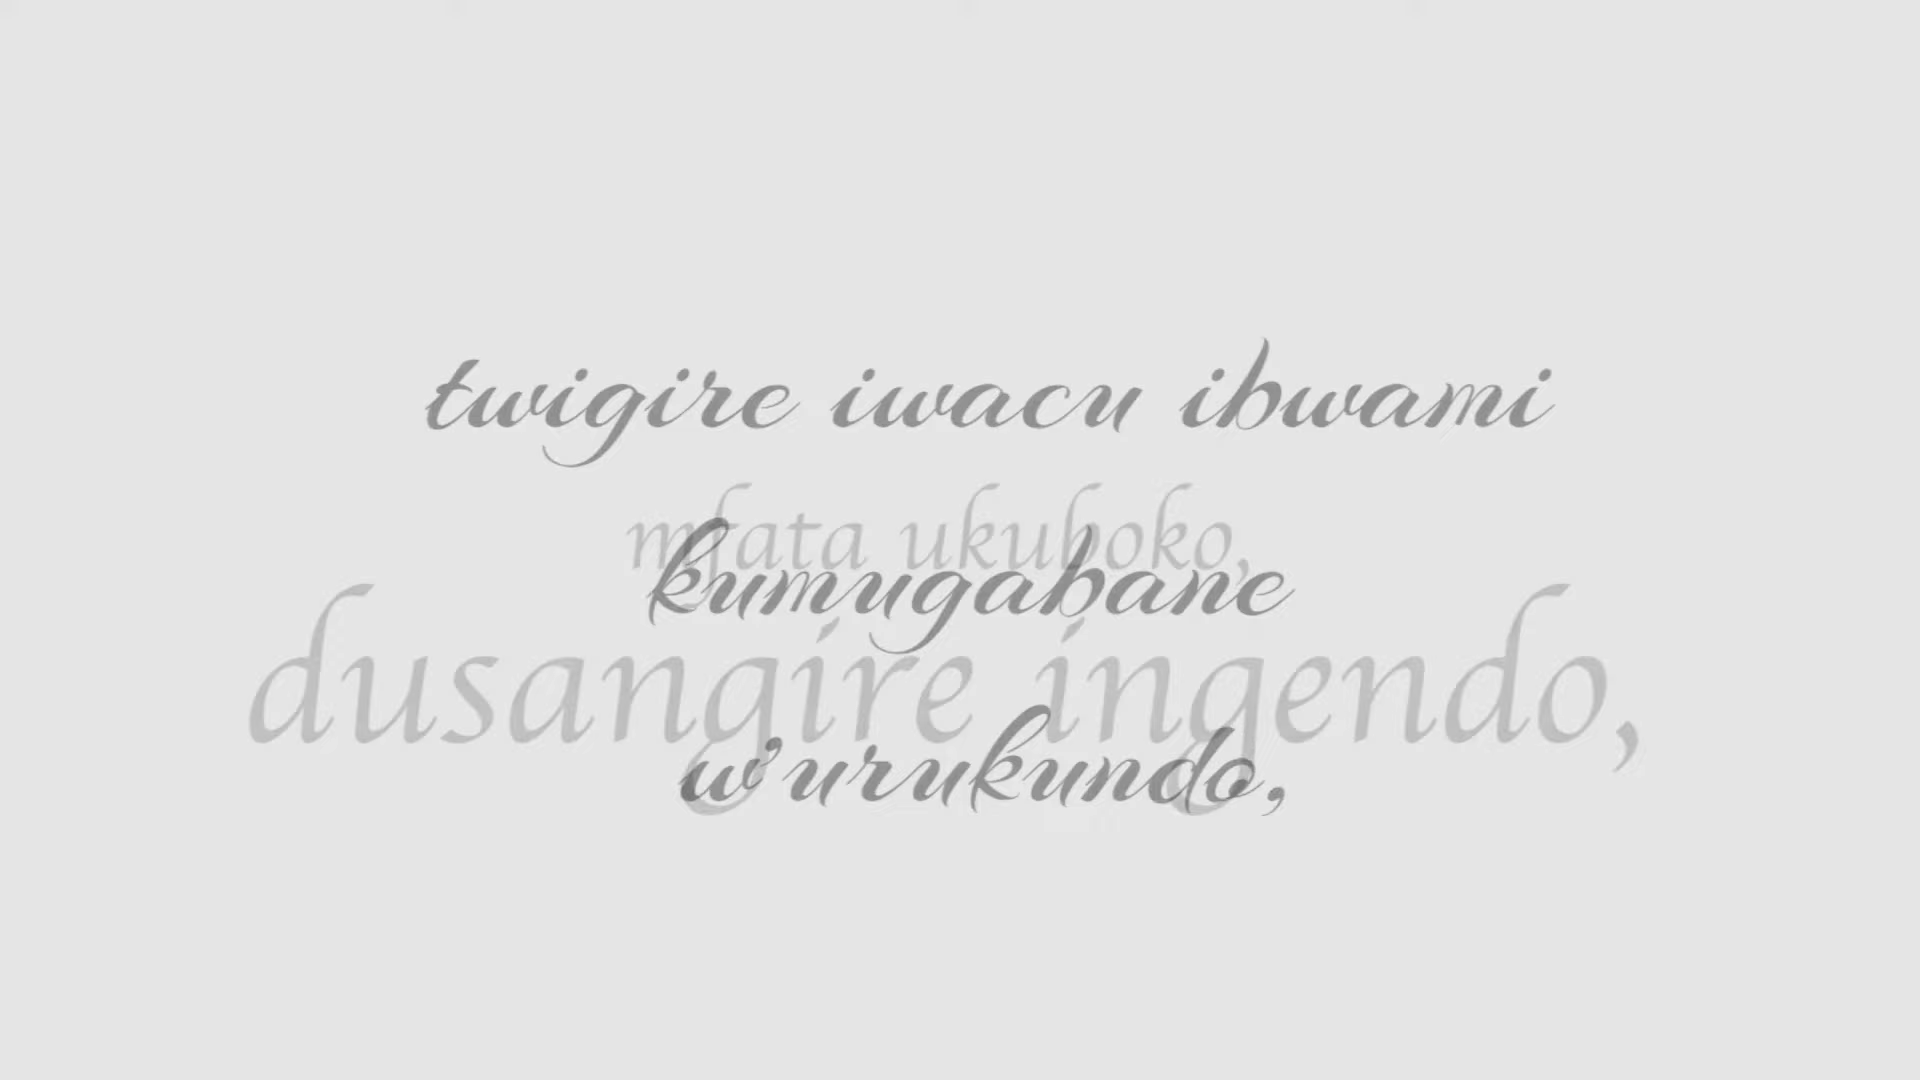 twigire iwacu ibwami
mfata ukuboko,
kumugabane
dusangire ingendo,
w'urukundo,